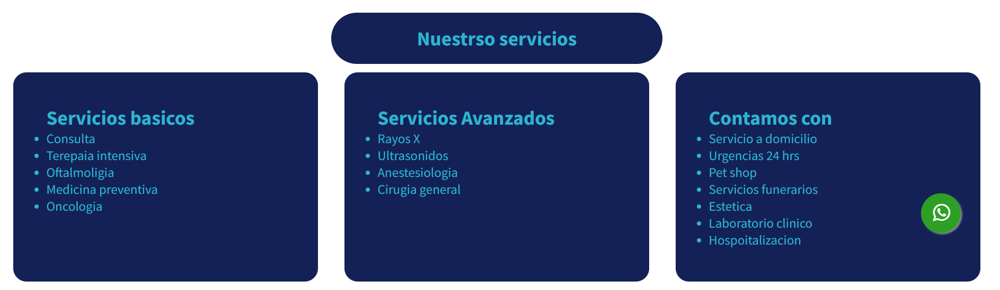 Nuestrso servicios
Servicios basicos
Consulta
Terepaia intensiva
Oftalmoligia
Medicina preventiva
Oncologia
Servicios Avanzados
Rayos X
Ultrasonidos
Anestesiologia
Cirugia general
Contamos con
Servicio a domicilio
Urgencias 24 hrs
Pet shop
Servicios funerarios
Estetica
Laboratorio clinico
Hospoitalizacion